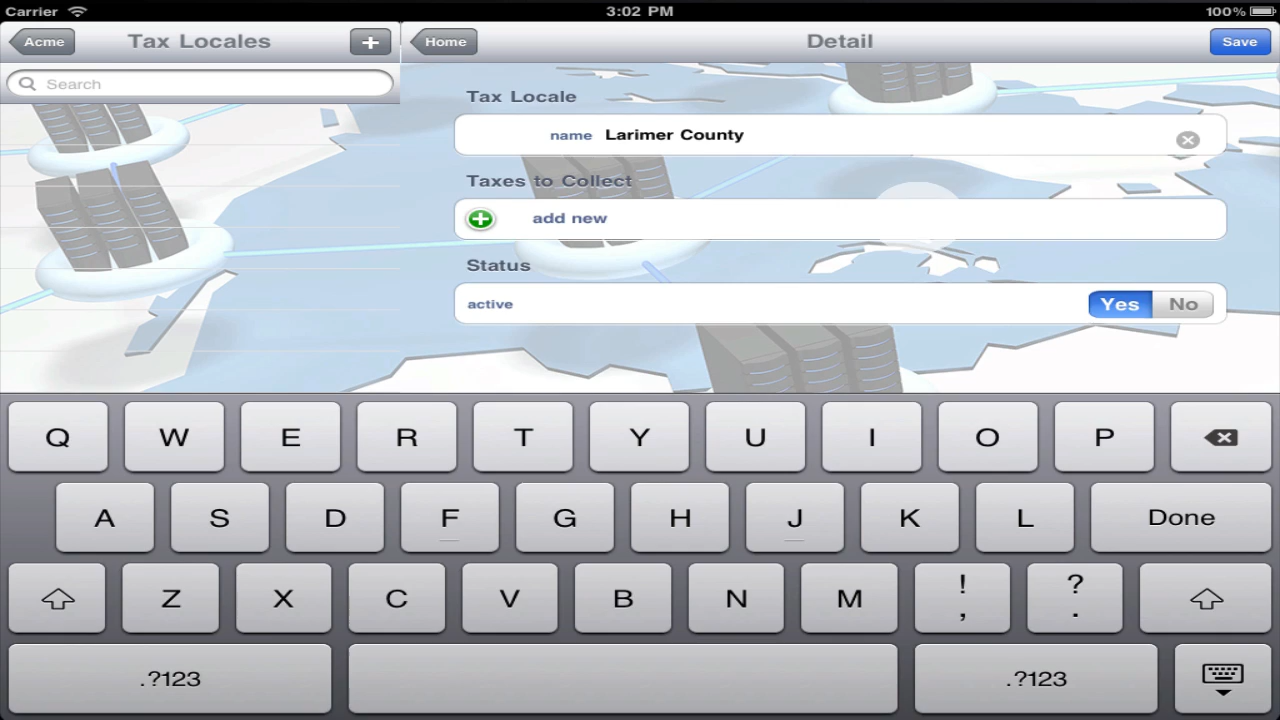 Carrier 3:02 PM 100%
Acme Tax Locales + Home Detail Save
Search
Tax Locale
name Larimer County
Taxes to Collect
add new
Status
active Yes No
Q W E R T Y U I O P
A S D F G H J K L Done
Z X C V B N M ! , ? .
.?123 .?123